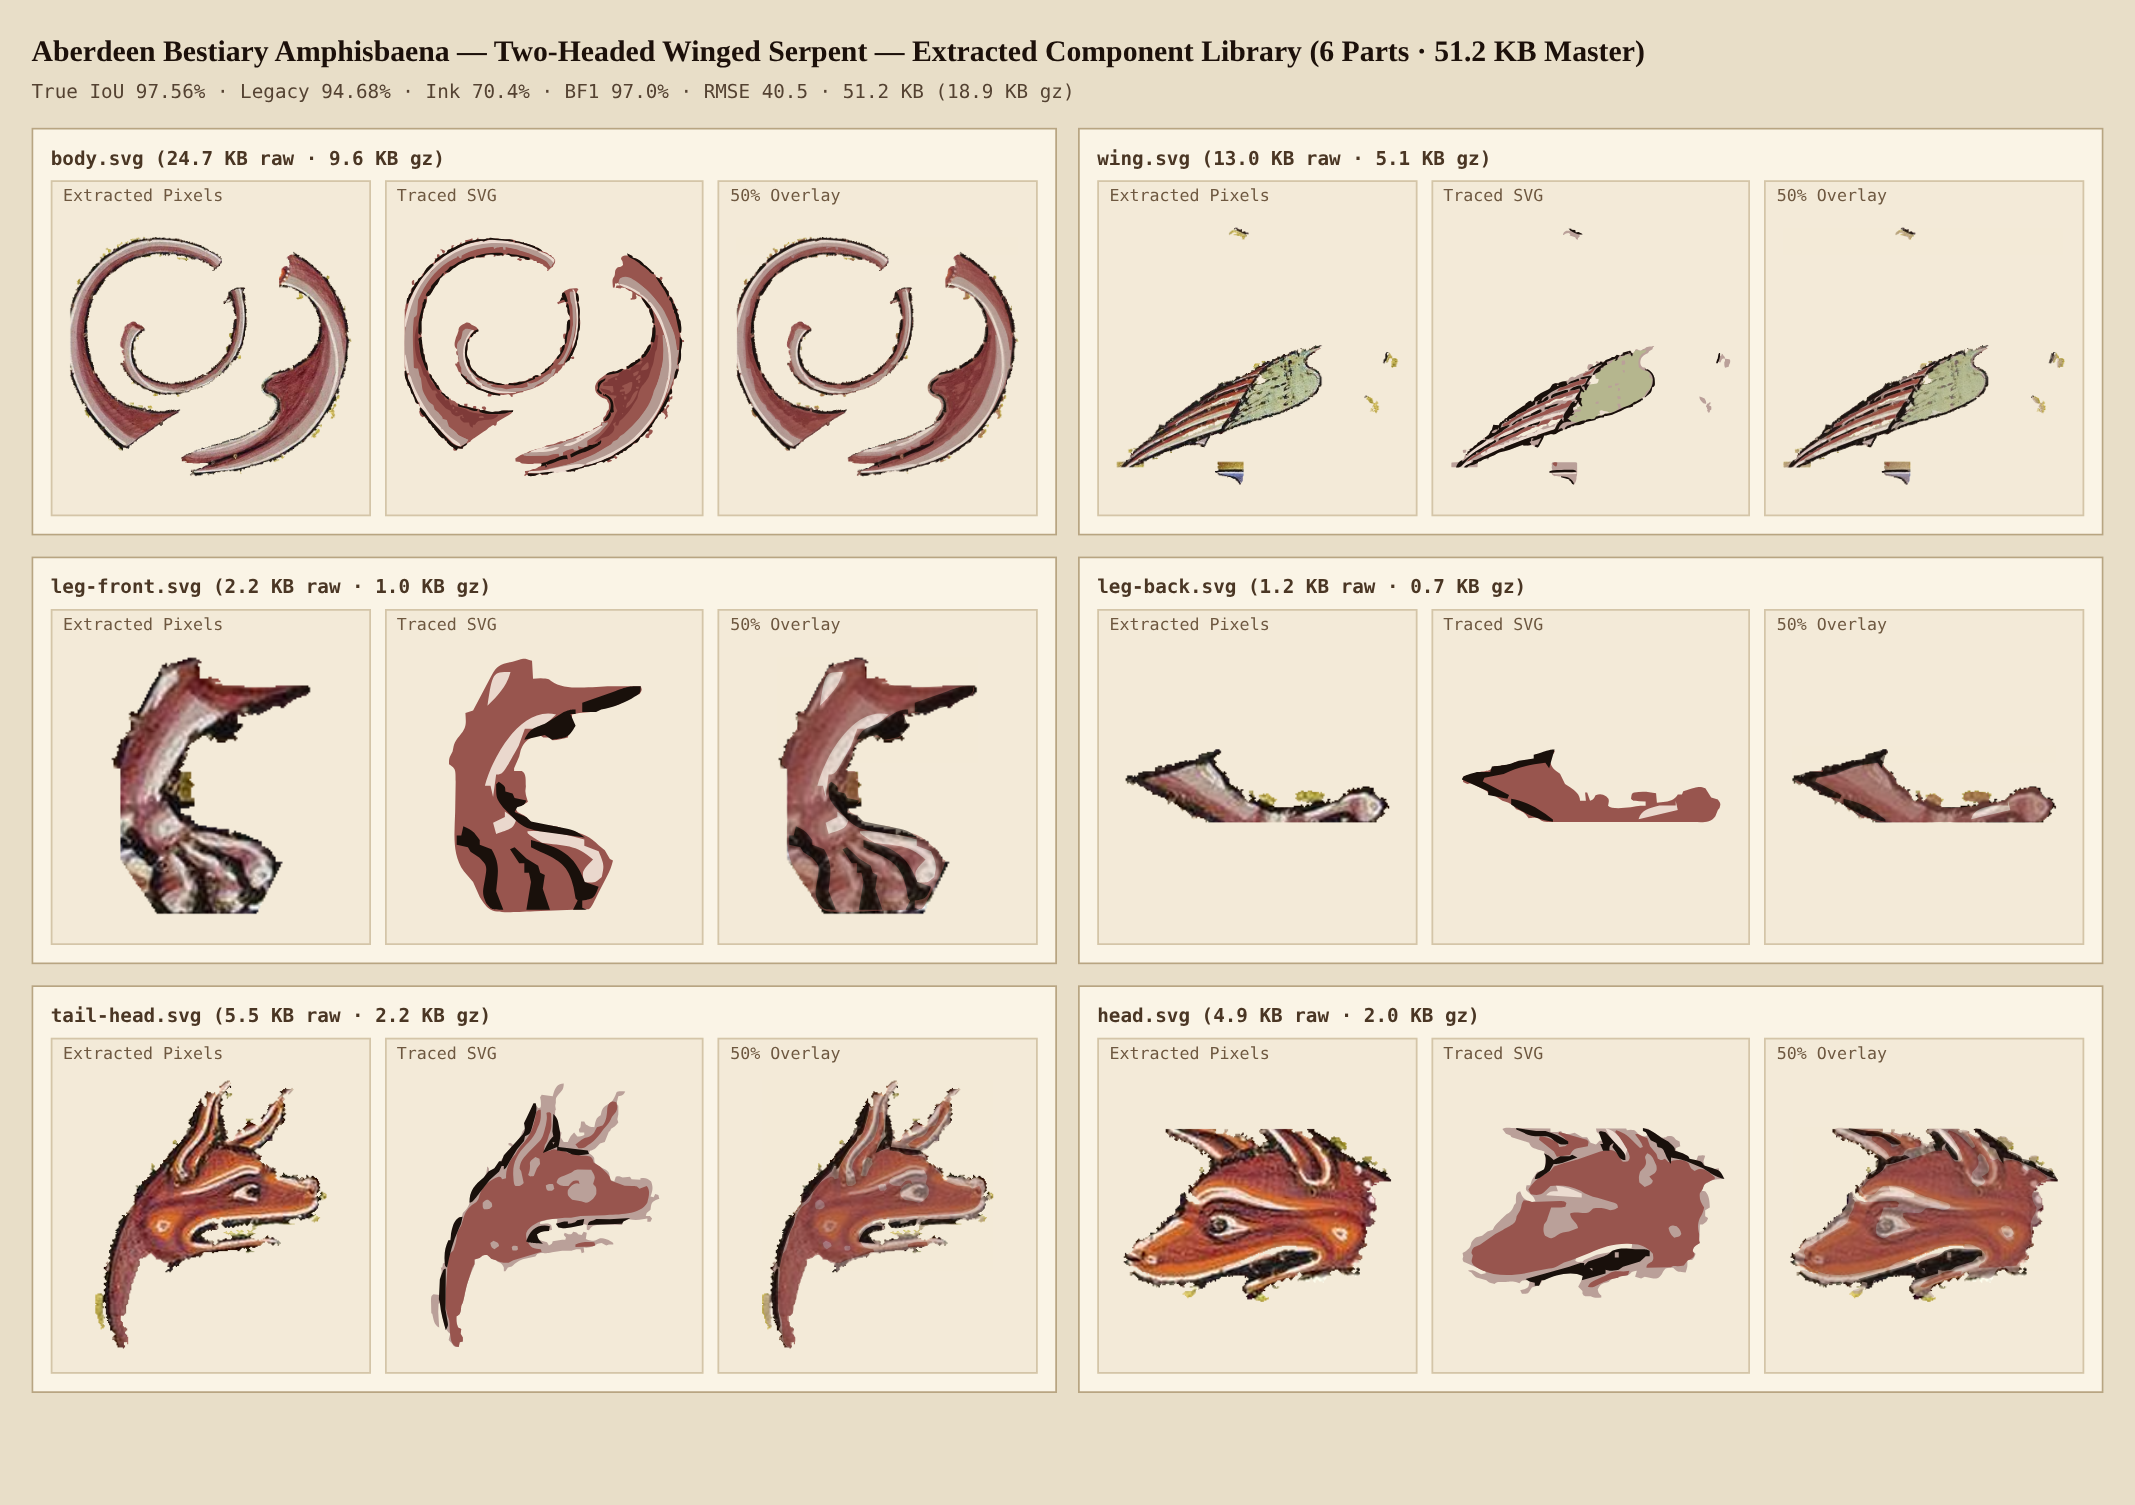 Aberdeen Bestiary Amphisbaena — Two-Headed Winged Serpent — Extracted Component Library (6 Parts · 51.2 KB Master)
True IoU 97.56% · Legacy 94.68% · Ink 70.4% · BF1 97.0% · RMSE 40.5 · 51.2 KB (18.9 KB gz)
body.svg (24.7 KB raw · 9.6 KB gz)
Extracted Pixels
Traced SVG
50% Overlay
wing.svg (13.0 KB raw · 5.1 KB gz)
Extracted Pixels
Traced SVG
50% Overlay
leg-front.svg (2.2 KB raw · 1.0 KB gz)
Extracted Pixels
Traced SVG
50% Overlay
leg-back.svg (1.2 KB raw · 0.7 KB gz)
Extracted Pixels
Traced SVG
50% Overlay
tail-head.svg (5.5 KB raw · 2.2 KB gz)
Extracted Pixels
Traced SVG
50% Overlay
head.svg (4.9 KB raw · 2.0 KB gz)
Extracted Pixels
Traced SVG
50% Overlay